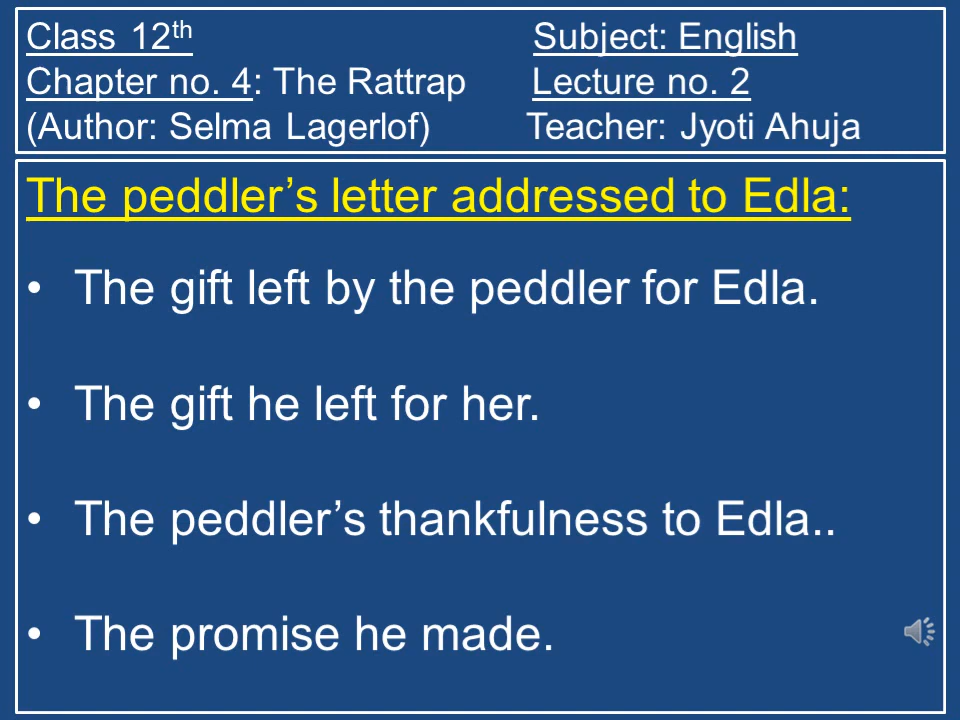 Class 12th Subject: English
Chapter no. 4: The Rattrap Lecture no. 2
(Author: Selma Lagerlof) Teacher: Jyoti Ahuja
The peddler’s letter addressed to Edla:
• The gift left by the peddler for Edla.
• The gift he left for her.
• The peddler’s thankfulness to Edla..
• The promise he made.